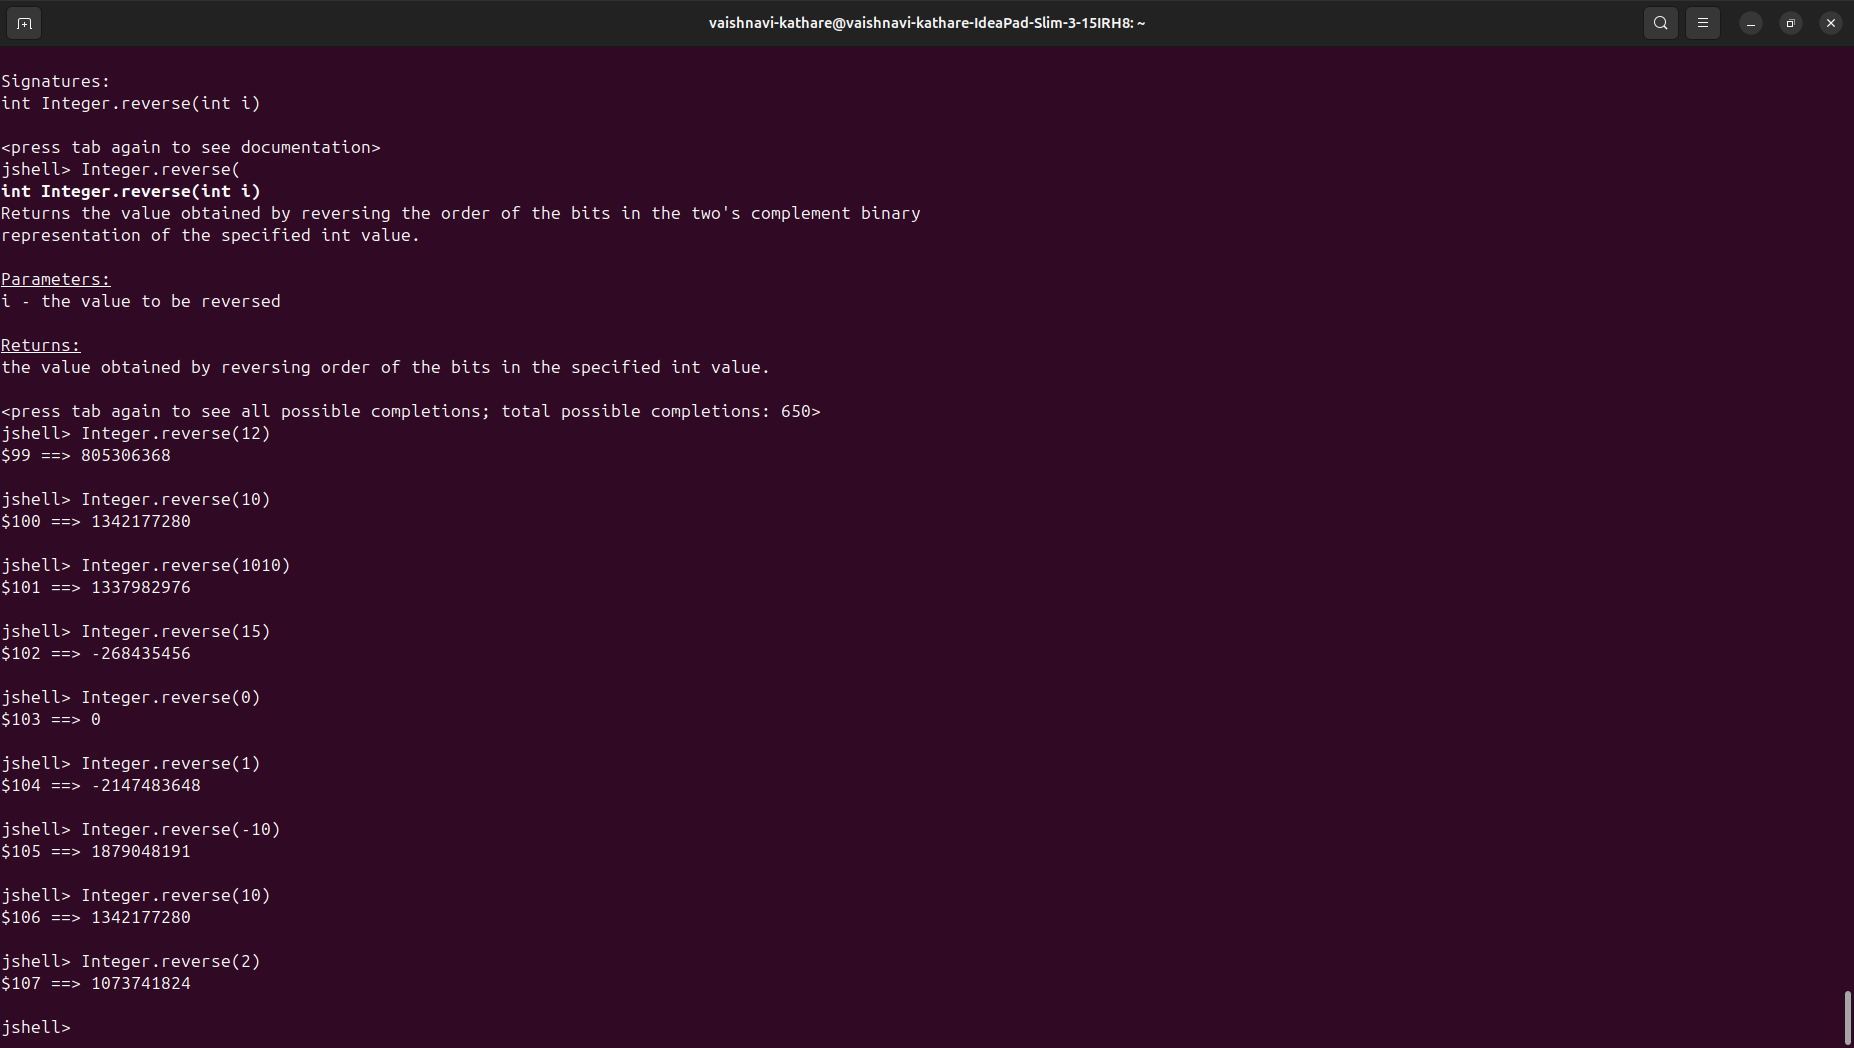 vaishnavi-kathare@vaishnavi-kathare-IdeaPad-Slim-3-15IRH8: ~
Signatures:
int Integer.reverse(int i)
<press tab again to see documentation>
jshell> Integer.reverse(
int Integer.reverse(int i)
Returns the value obtained by reversing the order of the bits in the two's complement binary
representation of the specified int value.
Parameters:
i - the value to be reversed
Returns:
the value obtained by reversing order of the bits in the specified int value.
<press tab again to see all possible completions; total possible completions: 650>
jshell> Integer.reverse(12)
$99 ==> 805306368
jshell> Integer.reverse(10)
$100 ==> 1342177280
jshell> Integer.reverse(1010)
$101 ==> 1337982976
jshell> Integer.reverse(15)
$102 ==> -268435456
jshell> Integer.reverse(0)
$103 ==> 0
jshell> Integer.reverse(1)
$104 ==> -2147483648
jshell> Integer.reverse(-10)
$105 ==> 1879048191
jshell> Integer.reverse(10)
$106 ==> 1342177280
jshell> Integer.reverse(2)
$107 ==> 1073741824
jshell>